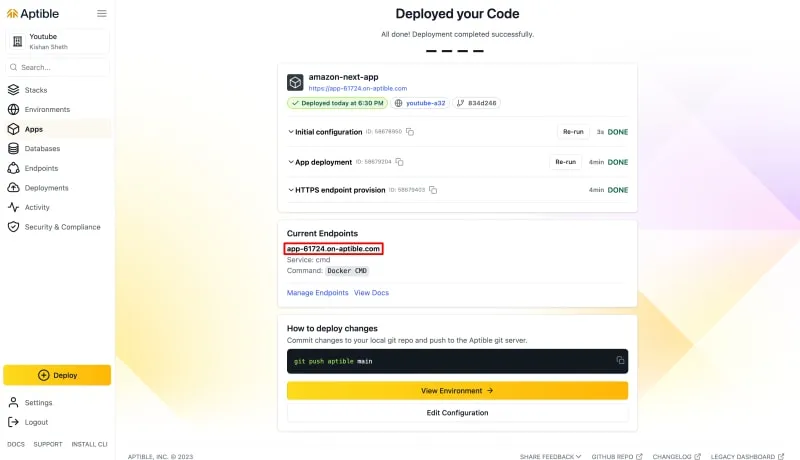 Aptible
Youtube
Kishan Sheth
Search...
Stacks
Environments
Apps
Databases
Endpoints
Deployments
Activity
Security & Compliance
Deploy
Settings
Logout
DOCS SUPPORT INSTALL CLI
Deployed your Code
All done! Deployment completed successfully.
amazon-next-app
https://app-61724.on-aptible.com
Deployed today at 6:30 PM youtube-a32 834d246
Initial configuration ID: 58678950 Re-run 3s DONE
App deployment ID: 58679204 Re-run 4min DONE
HTTPS endpoint provision ID: 58679403 4min DONE
Current Endpoints
app-61724.on-aptible.com
Service: cmd
Command: Docker CMD
Manage Endpoints View Docs
How to deploy changes
Commit changes to your local git repo and push to the Aptible git server.
git push aptible main
View Environment
Edit Configuration
APTIBLE, INC. © 2023 SHARE FEEDBACK GITHUB REPO CHANGELOG LEGACY DASHBOARD